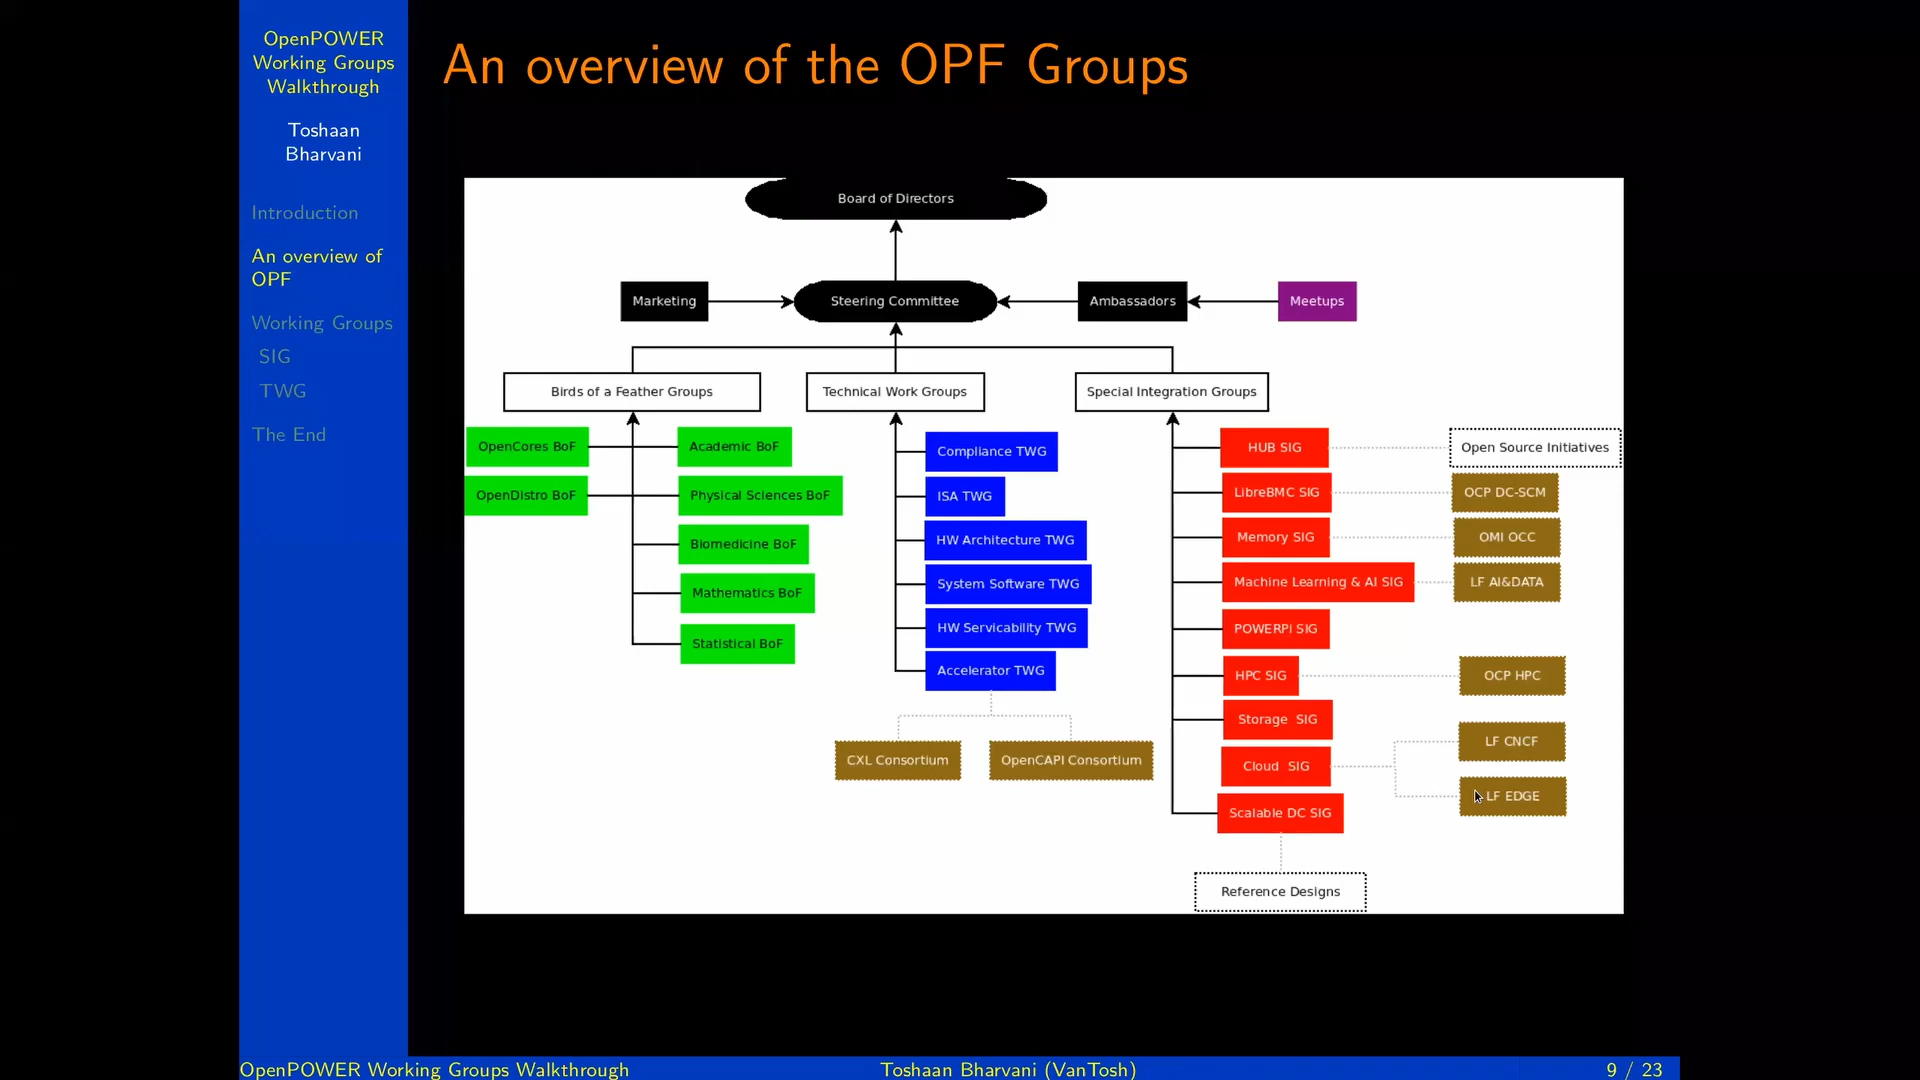 OpenPOWER
Working Groups
Walkthrough
Toshaan
Bharvani
Introduction
An overview of
OPF
Working Groups
SIG
TWG
The End
An overview of the OPF Groups
Board of Directors
Marketing
Steering Committee
Ambassadors
Meetups
Birds of a Feather Groups
Technical Work Groups
Special Integration Groups
OpenCores BoF
Academic BoF
OpenDistro BoF
Physical Sciences BoF
Biomedicine BoF
Mathematics BoF
Statistical BoF
Compliance TWG
ISA TWG
HW Architecture TWG
System Software TWG
HW Servicability TWG
Accelerator TWG
CXL Consortium
OpenCAPI Consortium
HUB SIG
Open Source Initiatives
LibreBMC SIG
OCP DC-SCM
Memory SIG
OMI OCC
Machine Learning & AI SIG
LF AI&DATA
POWERPI SIG
HPC SIG
OCP HPC
Storage SIG
Cloud SIG
LF CNCF
LF EDGE
Scalable DC SIG
Reference Designs
OpenPOWER Working Groups Walkthrough
Toshaan Bharvani (VanTosh)
9 / 23